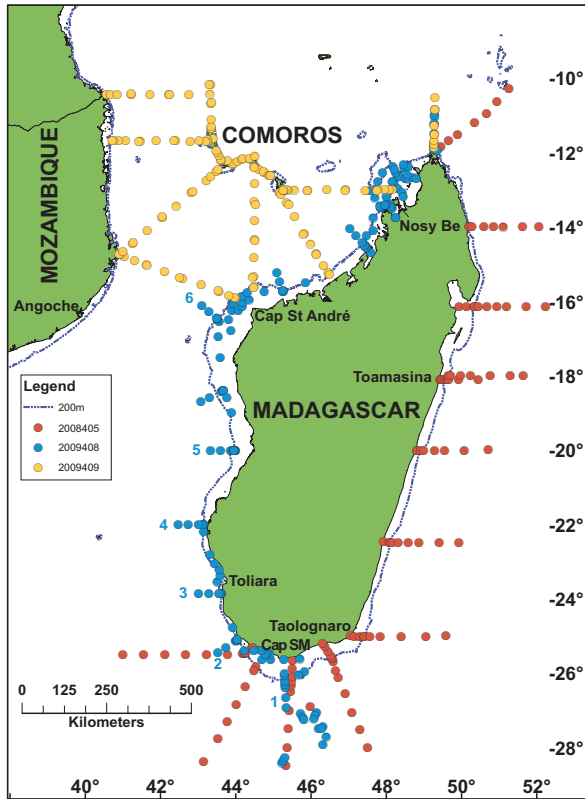 -10°
COMOROS
-12°
MOZAMBIQUE
Nosy Be
-14°
Angoche
6
-16°
Cap St André
Legend
200m
2008405
2009408
2009409
Toamasina
-18°
MADAGASCAR
5
-20°
4
-22°
Toliara
3
-24°
Taolognaro
Cap SM
2
-26°
0 125 250 500
Kilometers
1
-28°
40° 42° 44° 46° 48° 50° 52°